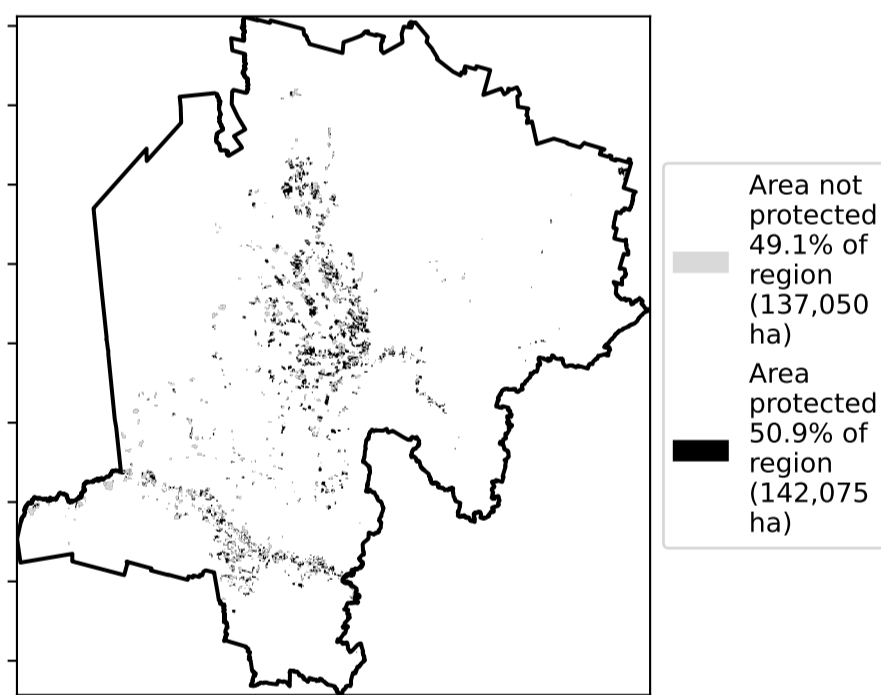 Area not
protected
49.1% of
region
(137,050
ha)
Area
protected
50.9% of
region
(142,075
ha)